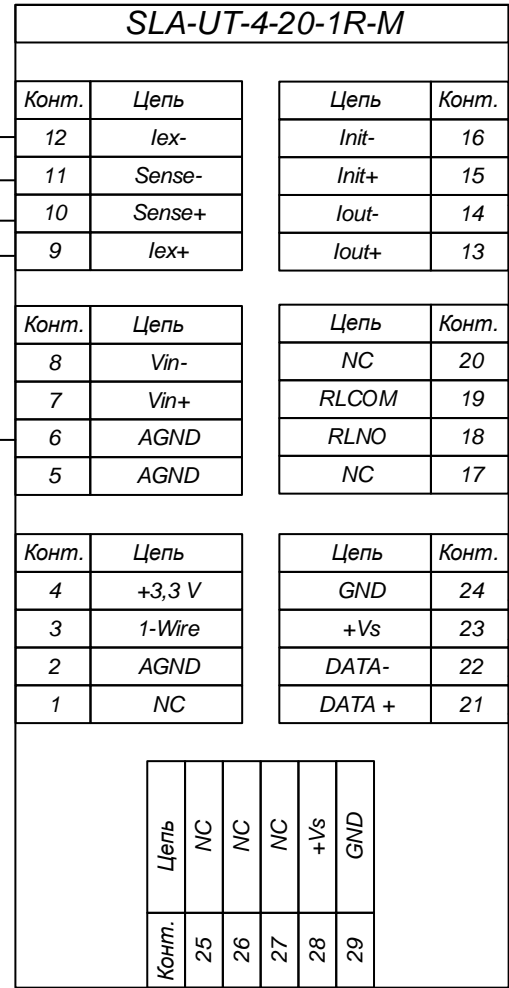 SLA-UT-4-20-1R-M
Конт. Цепь
12 Iex-
11 Sense-
10 Sense+
9 Iex+
Цепь Конт.
Init- 16
Init+ 15
Iout- 14
Iout+ 13
Конт. Цепь
8 Vin-
7 Vin+
6 AGND
5 AGND
Цепь Конт.
NC 20
RLCOM 19
RLNO 18
NC 17
Конт. Цепь
4 +3,3 V
3 1-Wire
2 AGND
1 NC
Цепь Конт.
GND 24
+Vs 23
DATA- 22
DATA + 21
Конт. Цепь
25 NC
26 NC
27 NC
28 +Vs
29 GND